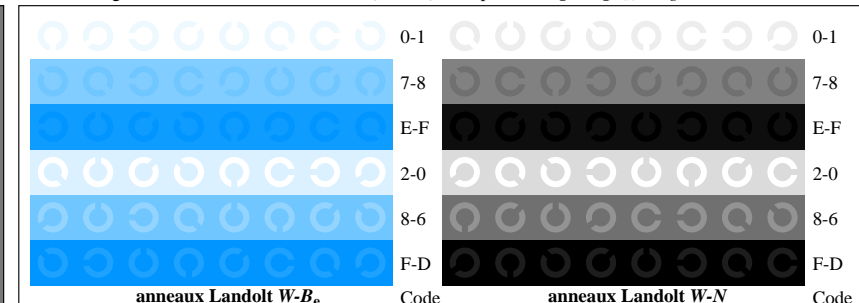 0-1 0-1
7-8 7-8
E-F E-F
2-0 2-0
8-6 8-6
F-D F-D
anneaux Landolt W-Be Code anneaux Landolt W-N Code